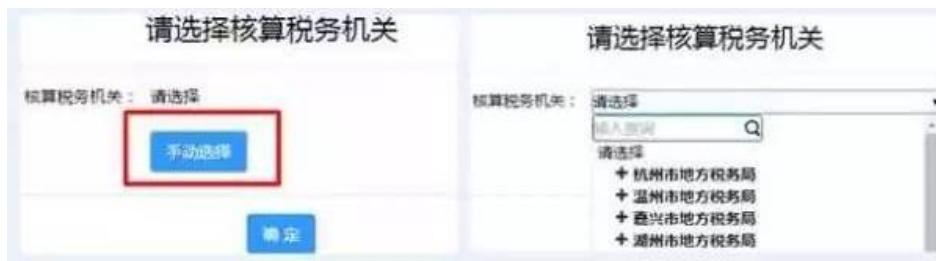 请选择核算税务机关
核算税务机关： 请选择
手动选择
确定
请选择核算税务机关
核算税务机关： 请选择
输入查询
请选择
+ 杭州市地方税务局
+ 温州市地方税务局
+ 嘉兴市地方税务局
+ 湖州市地方税务局